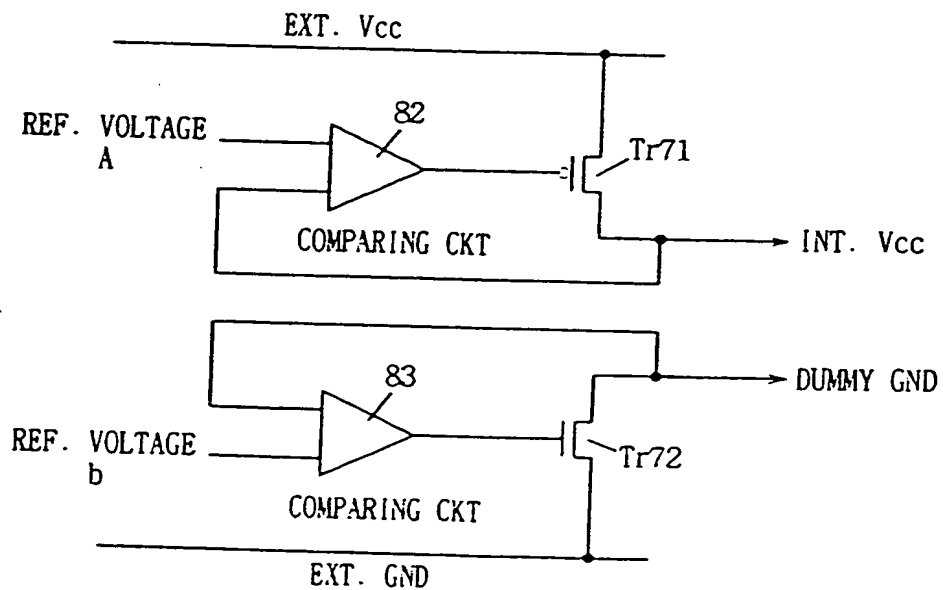 EXT. Vcc
82
REF. VOLTAGE
A
Tr71
COMPARING CKT
INT. Vcc
83
DUMMY GND
REF. VOLTAGE
b
Tr72
COMPARING CKT
EXT. GND